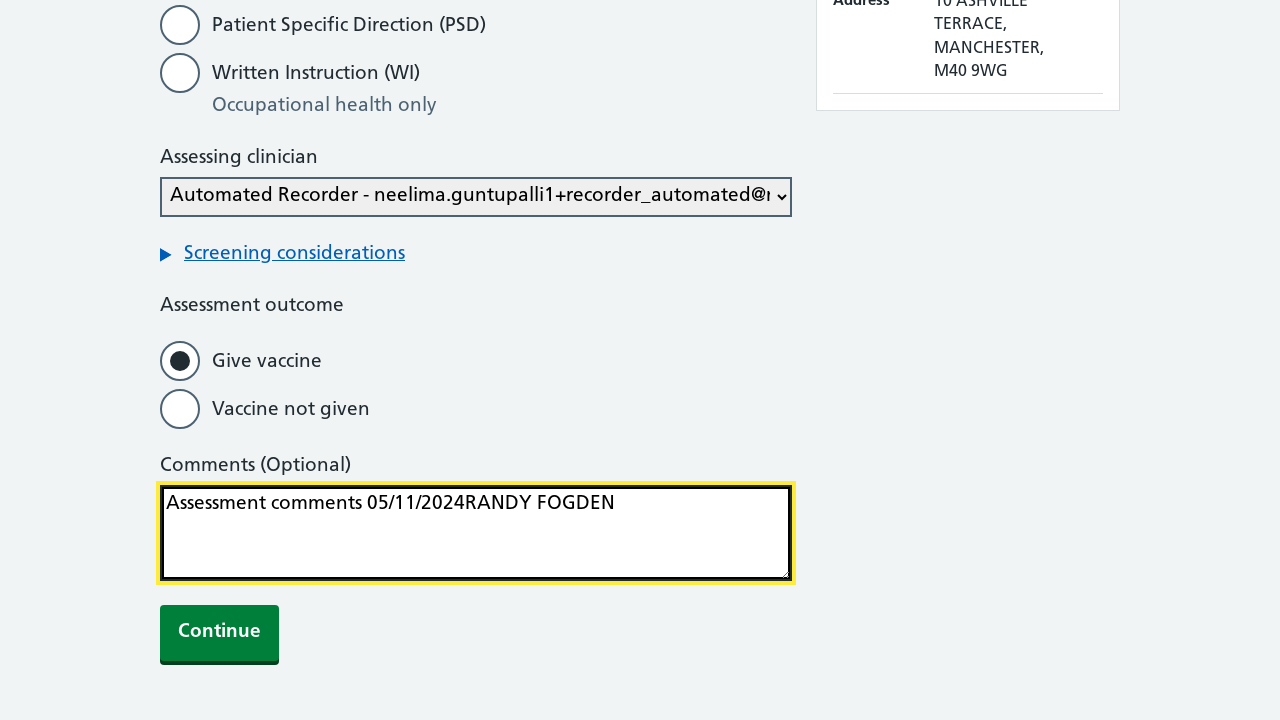 Patient Specific Direction (PSD)
Written Instruction (WI)
Occupational health only
Assessing clinician
Automated Recorder - neelima.guntupalli1+recorder_automated@
Screening considerations
Assessment outcome
Give vaccine
Vaccine not given
Comments (Optional)
Assessment comments 05/11/2024RANDY FOGDEN
Continue
Address
10 ASHVILLE
TERRACE,
MANCHESTER,
M40 9WG